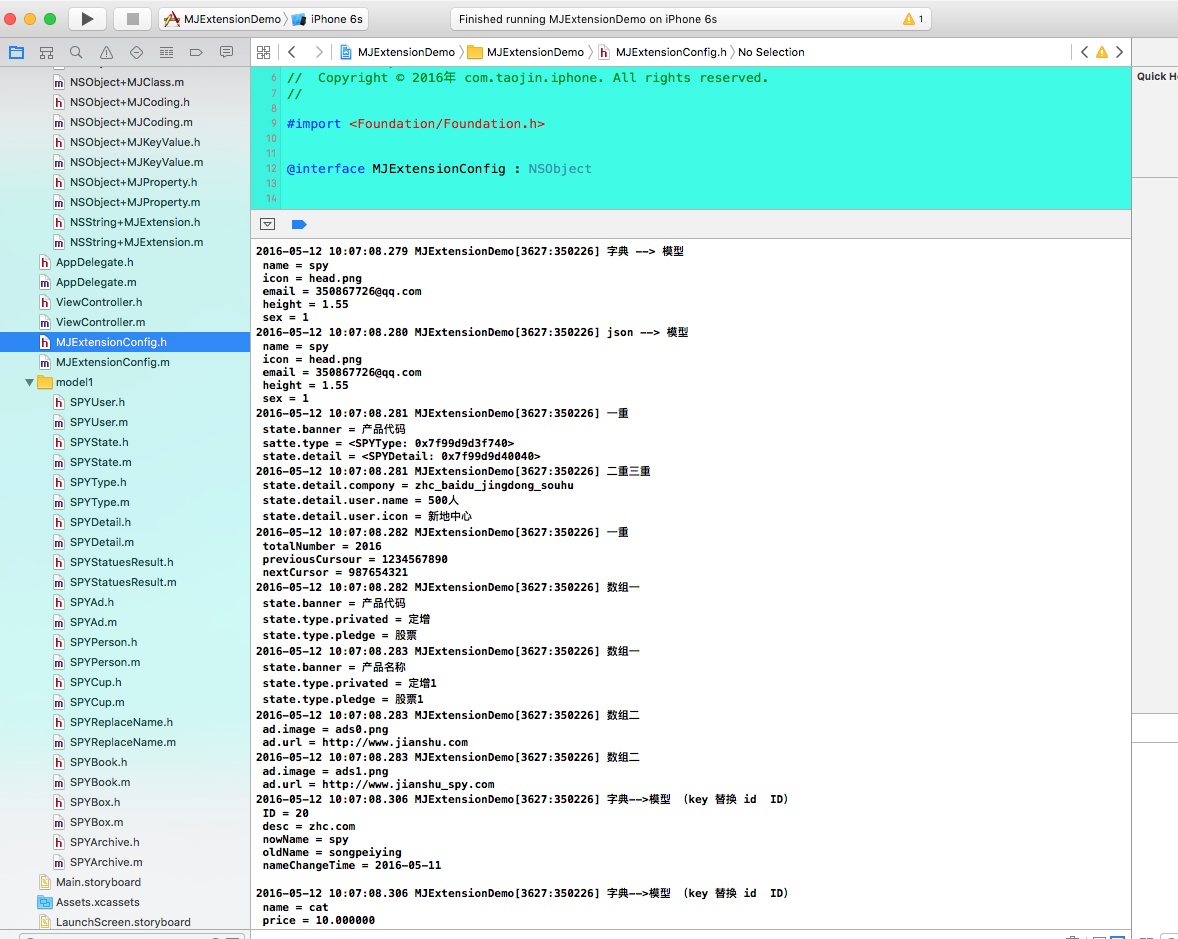 MJExtensionDemo
iPhone 6s
Finished running MJExtensionDemo on iPhone 6s
1
MJExtensionDemo
MJExtensionDemo
MJExtensionConfig.h
No Selection
Quick He
NSObject+MJClass.m
NSObject+MJCoding.h
NSObject+MJCoding.m
NSObject+MJKeyValue.h
NSObject+MJKeyValue.m
NSObject+MJProperty.h
NSObject+MJProperty.m
NSString+MJExtension.h
NSString+MJExtension.m
AppDelegate.h
AppDelegate.m
ViewController.h
ViewController.m
MJExtensionConfig.h
MJExtensionConfig.m
model1
SPYUser.h
SPYUser.m
SPYState.h
SPYState.m
SPYType.h
SPYType.m
SPYDetail.h
SPYDetail.m
SPYStatuesResult.h
SPYStatuesResult.m
SPYAd.h
SPYAd.m
SPYPerson.h
SPYPerson.m
SPYCup.h
SPYCup.m
SPYReplaceName.h
SPYReplaceName.m
SPYBook.h
SPYBook.m
SPYBox.h
SPYBox.m
SPYArchive.h
SPYArchive.m
Main.storyboard
Assets.xcassets
LaunchScreen.storyboard
6 //  Copyright © 2016年 com.taojin.iphone. All rights reserved.
7 //
8
9 #import <Foundation/Foundation.h>
10
11
12 @interface MJExtensionConfig : NSObject
13
14
2016-05-12 10:07:08.279 MJExtensionDemo[3627:350226] 字典 --> 模型
name = spy
icon = head.png
email = 350867726@qq.com
height = 1.55
sex = 1
2016-05-12 10:07:08.280 MJExtensionDemo[3627:350226] json --> 模型
name = spy
icon = head.png
email = 350867726@qq.com
height = 1.55
sex = 1
2016-05-12 10:07:08.281 MJExtensionDemo[3627:350226] 一重
state.banner = 产品代码
satte.type = <SPYType: 0x7f99d9d3f740>
state.detail = <SPYDetail: 0x7f99d9d40040>
2016-05-12 10:07:08.281 MJExtensionDemo[3627:350226] 二重三重
state.detail.compony = zhc_baidu_jingdong_souhu
state.detail.user.name = 500人
state.detail.user.icon = 新地中心
2016-05-12 10:07:08.282 MJExtensionDemo[3627:350226] 一重
totalNumber = 2016
previousCursour = 1234567890
nextCursor = 987654321
2016-05-12 10:07:08.282 MJExtensionDemo[3627:350226] 数组一
state.banner = 产品代码
state.type.privated = 定增
state.type.pledge = 股票
2016-05-12 10:07:08.283 MJExtensionDemo[3627:350226] 数组一
state.banner = 产品名称
state.type.privated = 定增1
state.type.pledge = 股票1
2016-05-12 10:07:08.283 MJExtensionDemo[3627:350226] 数组二
ad.image = ads0.png
ad.url = http://www.jianshu.com
2016-05-12 10:07:08.283 MJExtensionDemo[3627:350226] 数组二
ad.image = ads1.png
ad.url = http://www.jianshu_spy.com
2016-05-12 10:07:08.306 MJExtensionDemo[3627:350226] 字典-->模型 （key 替换 id  ID）
ID = 20
desc = zhc.com
nowName = spy
oldName = songpeiying
nameChangeTime = 2016-05-11
2016-05-12 10:07:08.306 MJExtensionDemo[3627:350226] 字典-->模型 （key 替换 id  ID）
name = cat
price = 10.000000